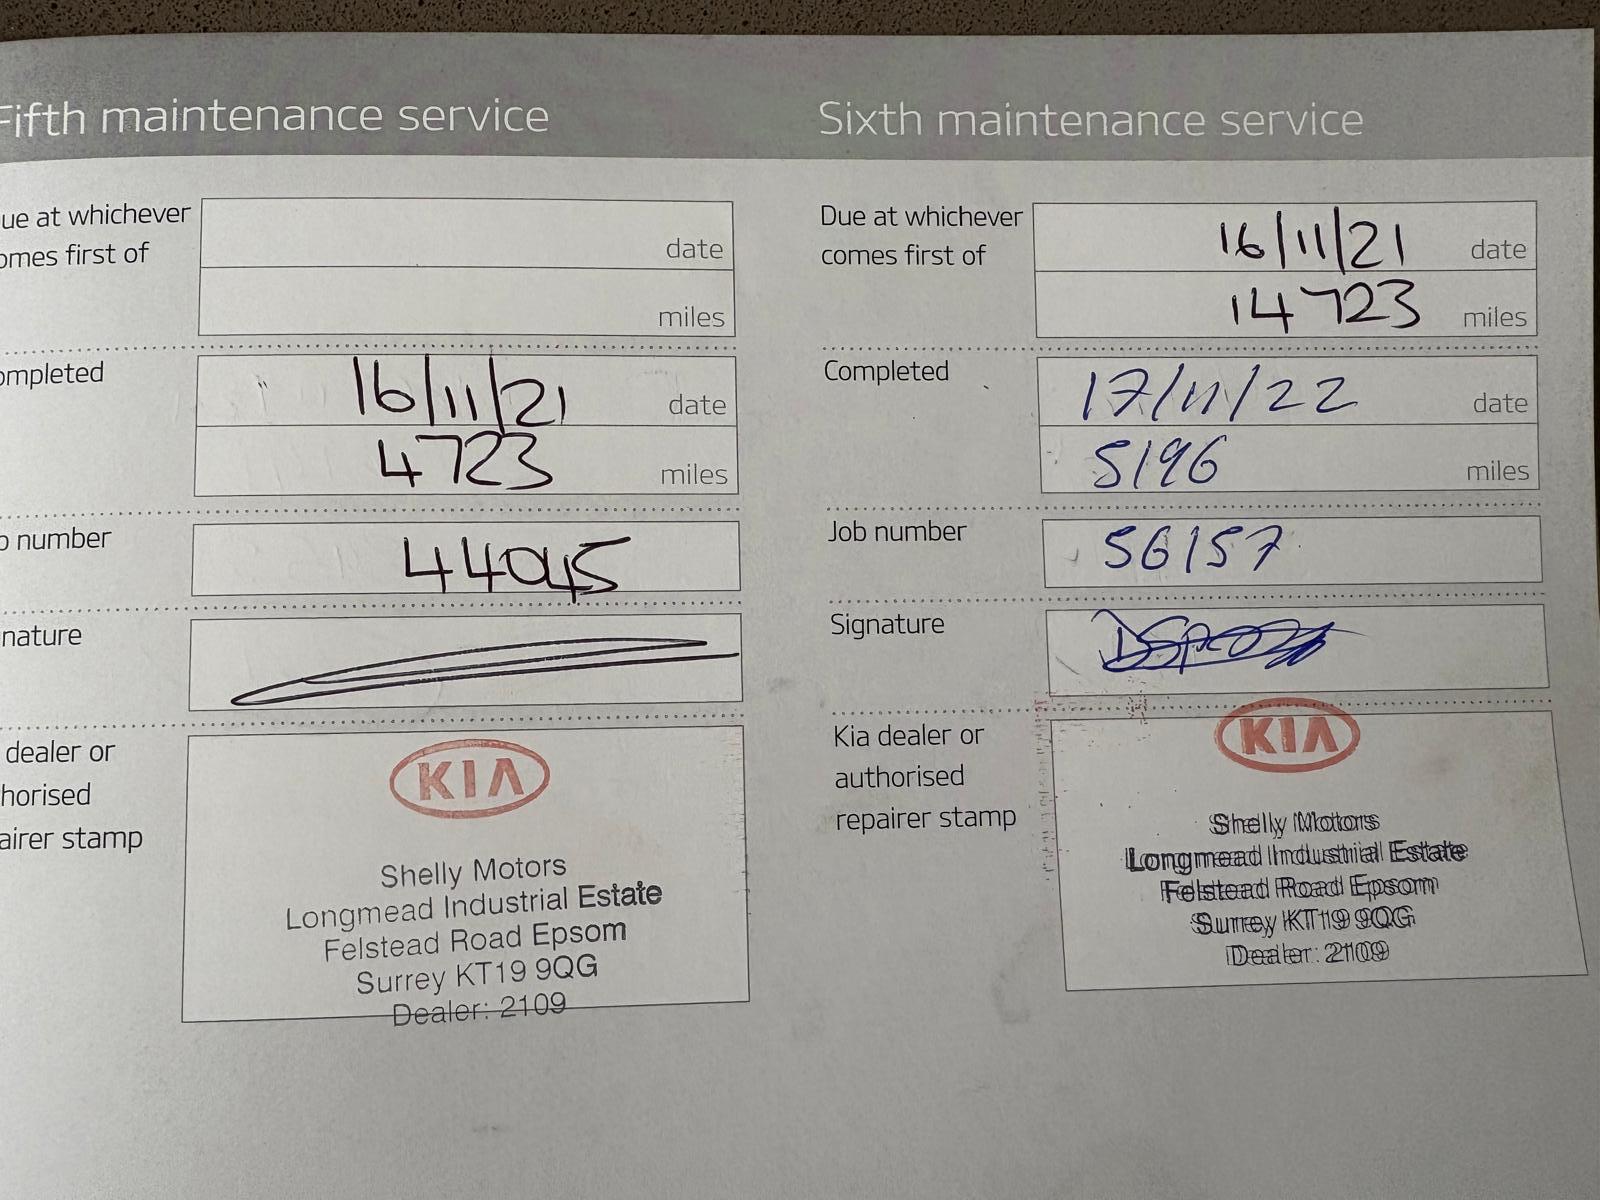 Fifth maintenance service
ue at whichever
omes first of
date
miles
ompleted
16/11/21 date
4723 miles
o number
44045
nature
dealer or
horised
airer stamp
KIA
Shelly Motors
Longmead Industrial Estate
Felstead Road Epsom
Surrey KT19 9QG
Dealer: 2109
Sixth maintenance service
Due at whichever
comes first of
16/11/21 date
14723 miles
Completed
17/11/22 date
5196 miles
Job number
56157
Signature
Kia dealer or
authorised
repairer stamp
KIA
Shelly Motors
Longmead Industrial Estate
Felstead Road Epsom
Surrey KT19 9QG
Dealer: 2109